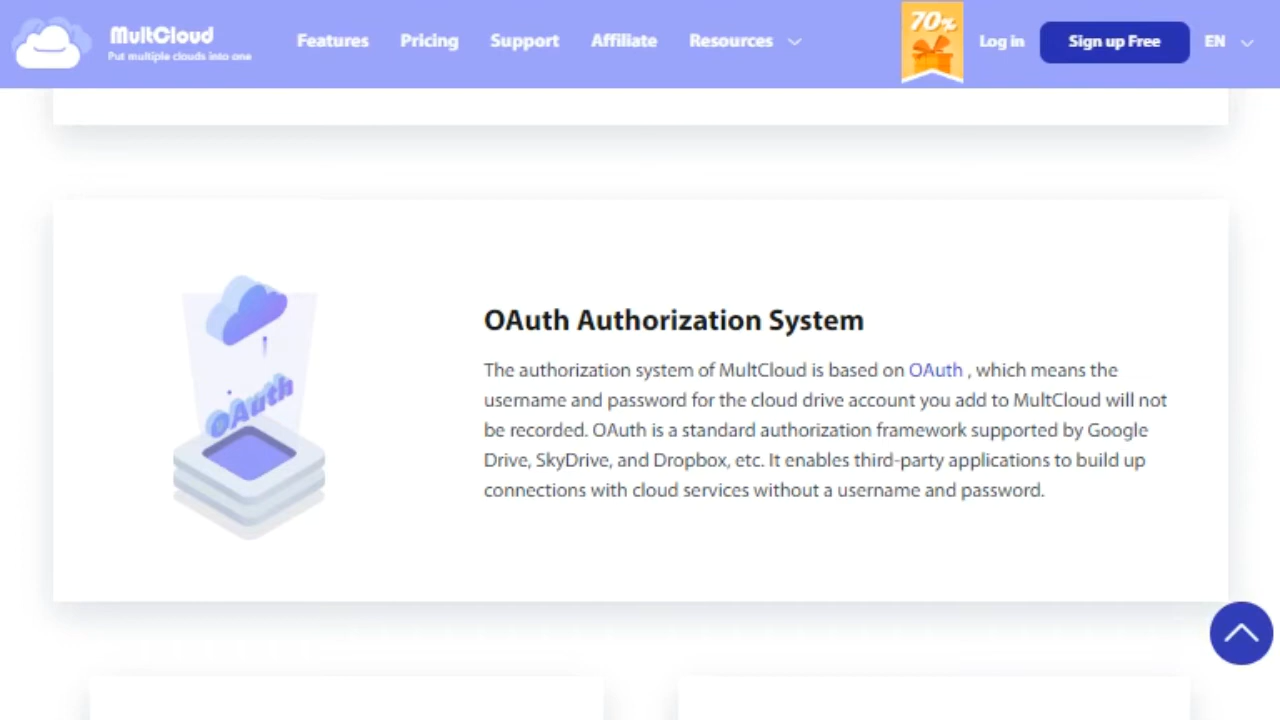 MultCloud
Put multiple clouds into one
Features Pricing Support Affiliate Resources
70%
Log in Sign up Free EN
OAuth Authorization System
The authorization system of MultCloud is based on OAuth , which means the
username and password for the cloud drive account you add to MultCloud will not
be recorded. OAuth is a standard authorization framework supported by Google
Drive, SkyDrive, and Dropbox, etc. It enables third-party applications to build up
connections with cloud services without a username and password.
OAuth